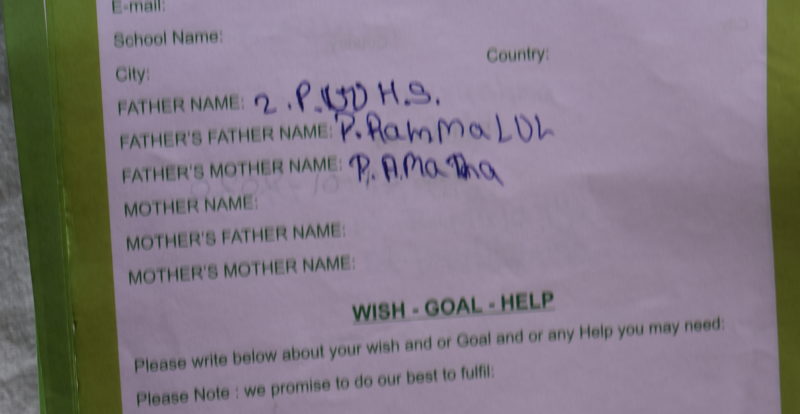 E-mail:
School Name:
Country:
City:
FATHER NAME: 2.P. H.S.
FATHER'S FATHER NAME: P.RammaLUL
FATHER'S MOTHER NAME: P. AMaTha
MOTHER NAME:
MOTHER'S FATHER NAME:
MOTHER'S MOTHER NAME:
WISH - GOAL - HELP
Please write below about your wish and or Goal and or any Help you may need:
Please Note : we promise to do our best to fulfil: